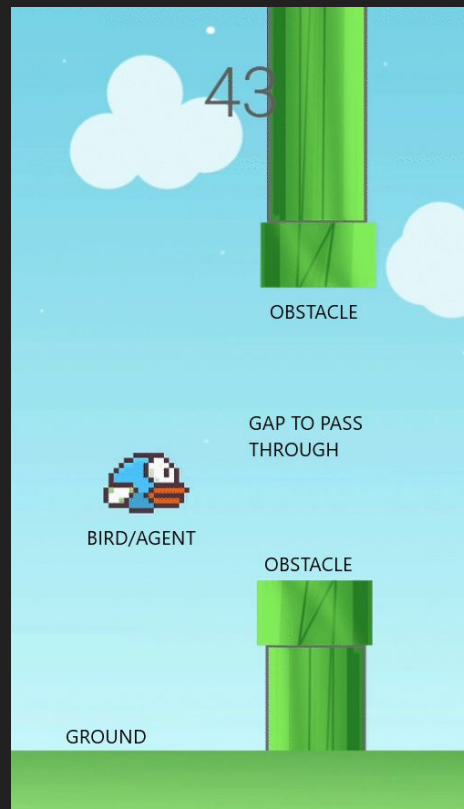 43
OBSTACLE
GAP TO PASS
THROUGH
BIRD/AGENT
OBSTACLE
GROUND